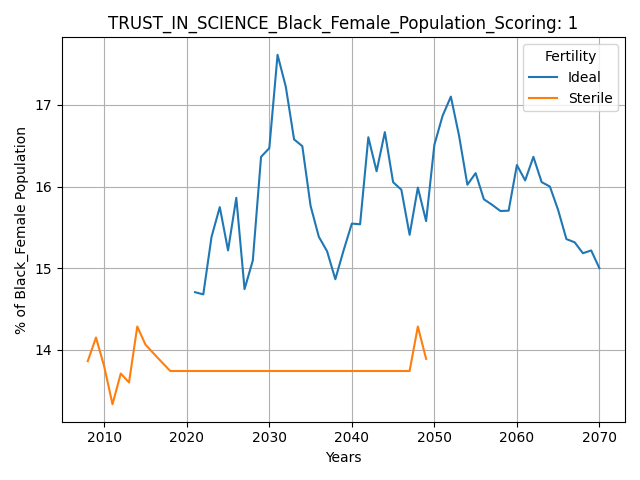 TRUST_IN_SCIENCE_Black_Female_Population_Scoring: 1
% of Black_Female Population
17
16
15
14
Fertility
Ideal
Sterile
2010
2020
2030
2040
2050
2060
2070
Years